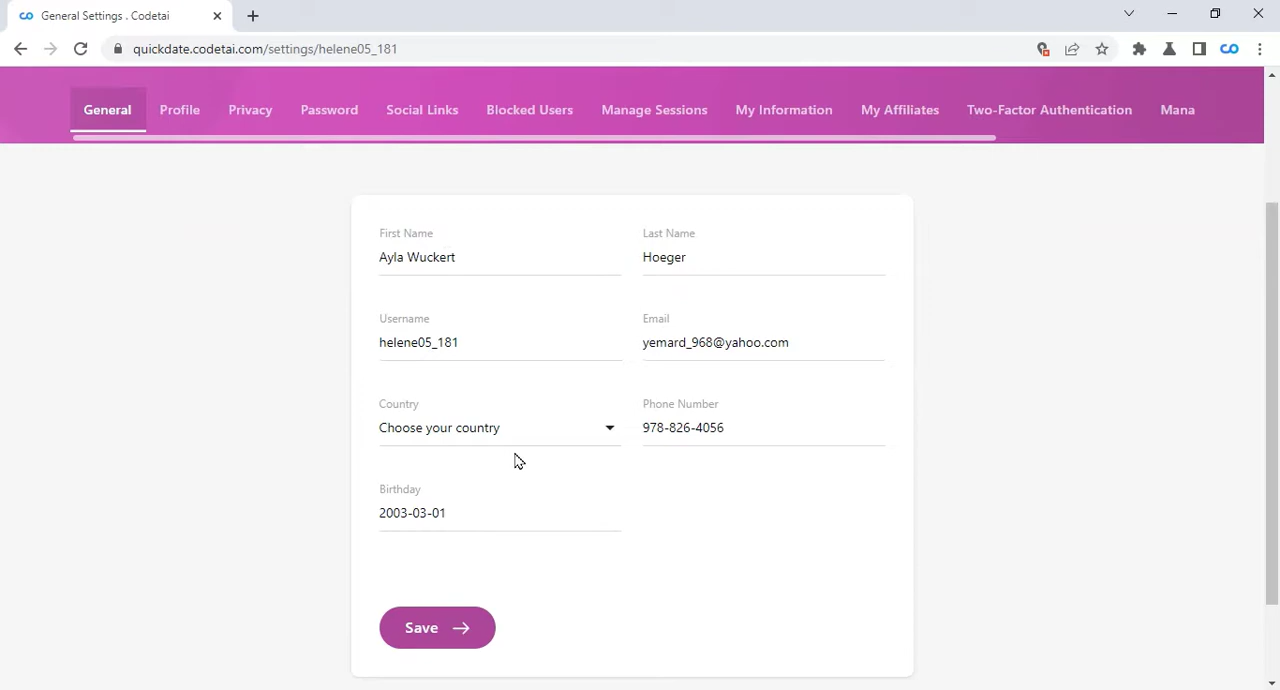 General Settings . Codetai
quickdate.codetai.com/settings/helene05_181
General Profile Privacy Password Social Links Blocked Users Manage Sessions My Information My Affiliates Two-Factor Authentication Mana
First Name Last Name
Ayla Wuckert Hoeger
Username Email
helene05_181 yemard_968@yahoo.com
Country Phone Number
Choose your country 978-826-4056
Birthday
2003-03-01
Save